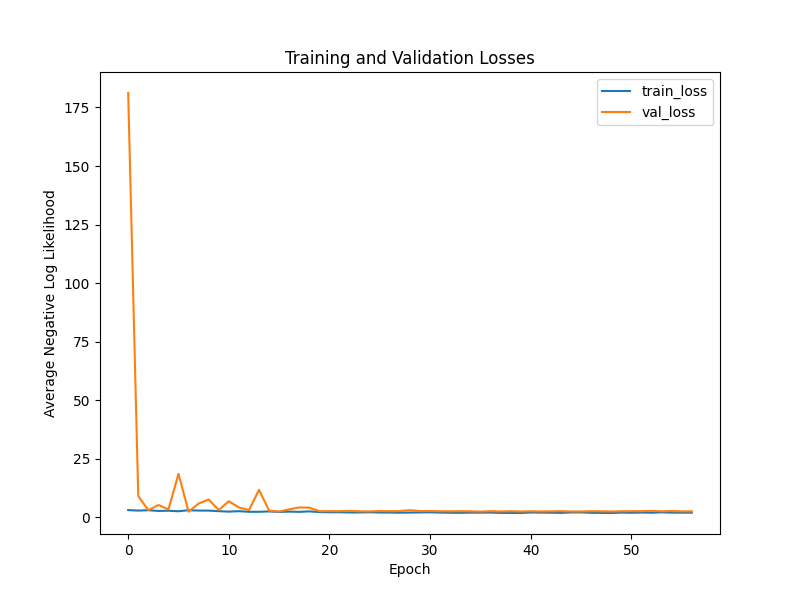 Training and Validation Losses
train_loss
val_loss
175
150
125
100
75
50
25
0
Average Negative Log Likelihood
0 10 20 30 40 50
Epoch